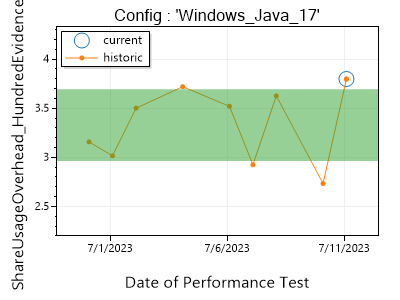 Config : 'Windows_Java_17'
current
historic
ShareUsageOverhead_HundredEvidence
4
3.5
3
2.5
7/1/2023
7/6/2023
7/11/2023
Date of Performance Test